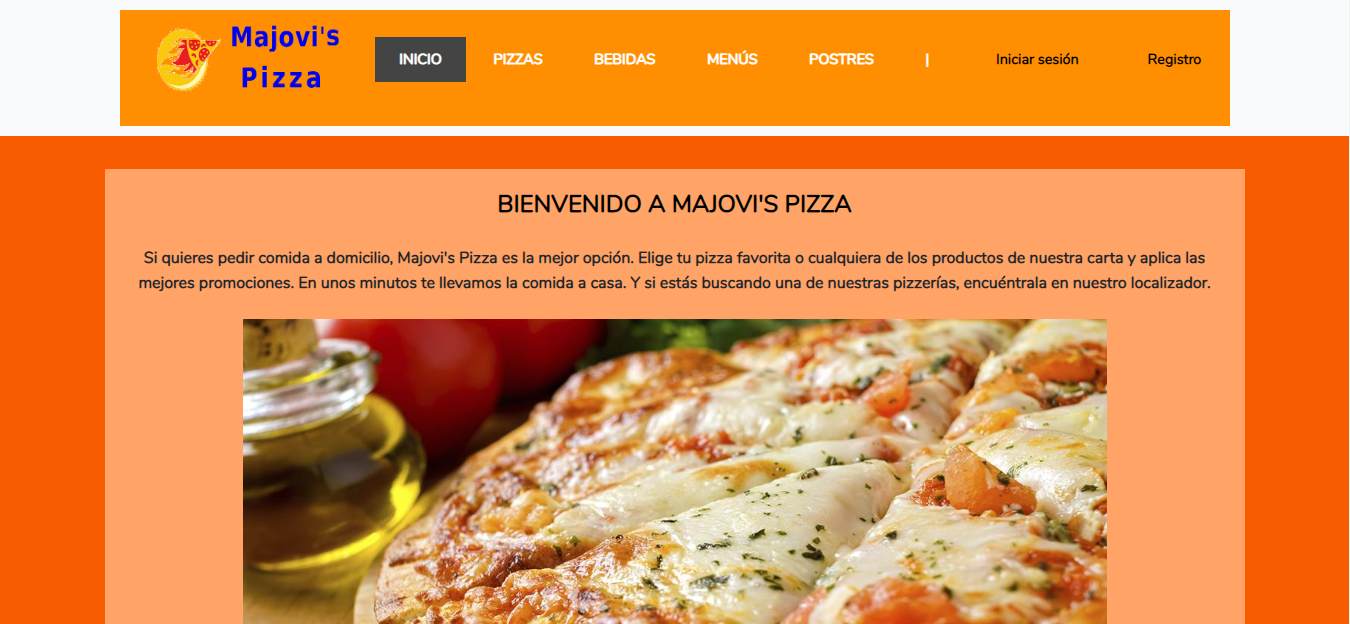 Majovi's
Pizza
INICIO PIZZAS BEBIDAS MENÚS POSTRES | Iniciar sesión Registro
BIENVENIDO A MAJOVI'S PIZZA
Si quieres pedir comida a domicilio, Majovi's Pizza es la mejor opción. Elige tu pizza favorita o cualquiera de los productos de nuestra carta y aplica las
mejores promociones. En unos minutos te llevamos la comida a casa. Y si estás buscando una de nuestras pizzerías, encuéntrala en nuestro localizador.